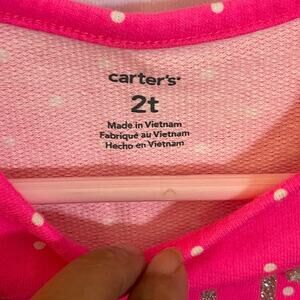 carter's
2t
Made in Vietnam
Fabriqué au Vietnam
Hecho en Vietnam